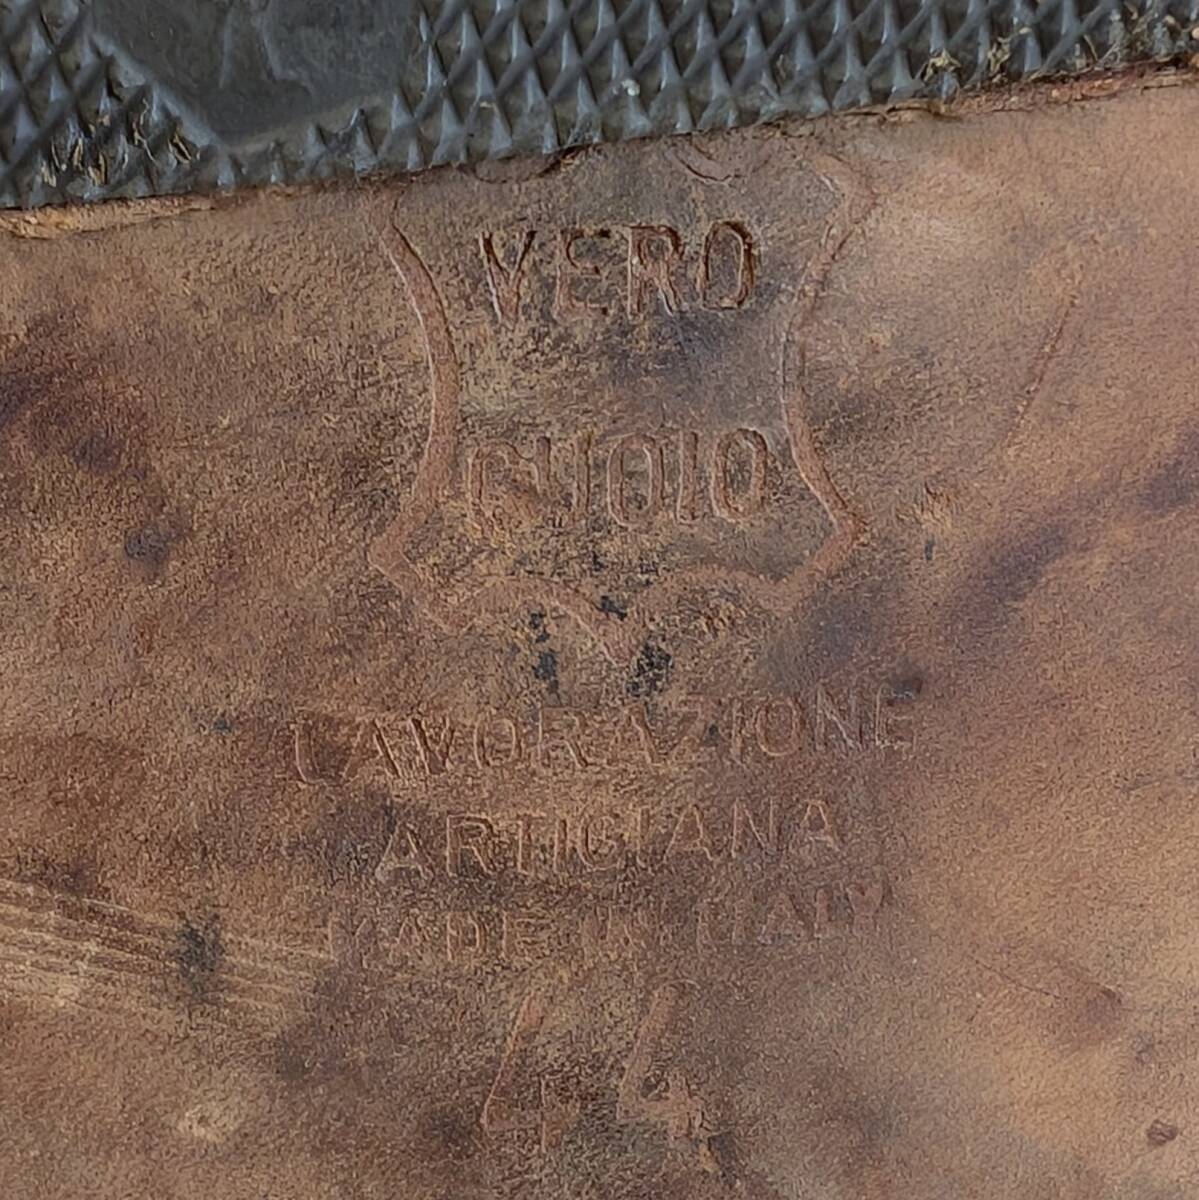 VERO
CUOIO
LAVORAZIONE
ARTIGIANA
MADE IN ITALY
44